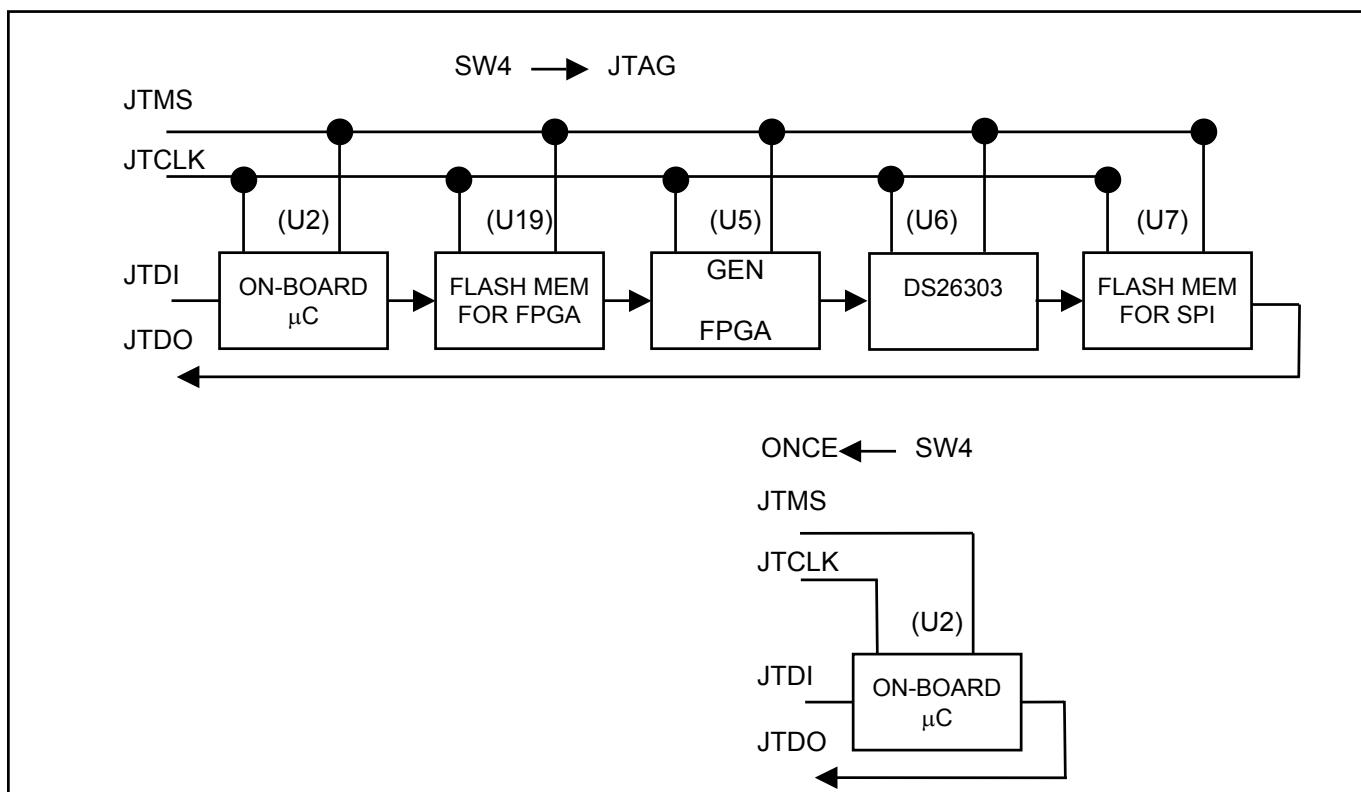 SW4 JTAG
JTMS
JTCLK
(U2) (U19) (U5) (U6) (U7)
JTDI
ON-BOARD
μC
FLASH MEM
FOR FPGA
GEN
FPGA
DS26303
FLASH MEM
FOR SPI
JTDO
ONCE SW4
JTMS
JTCLK
(U2)
JTDI
ON-BOARD
μC
JTDO